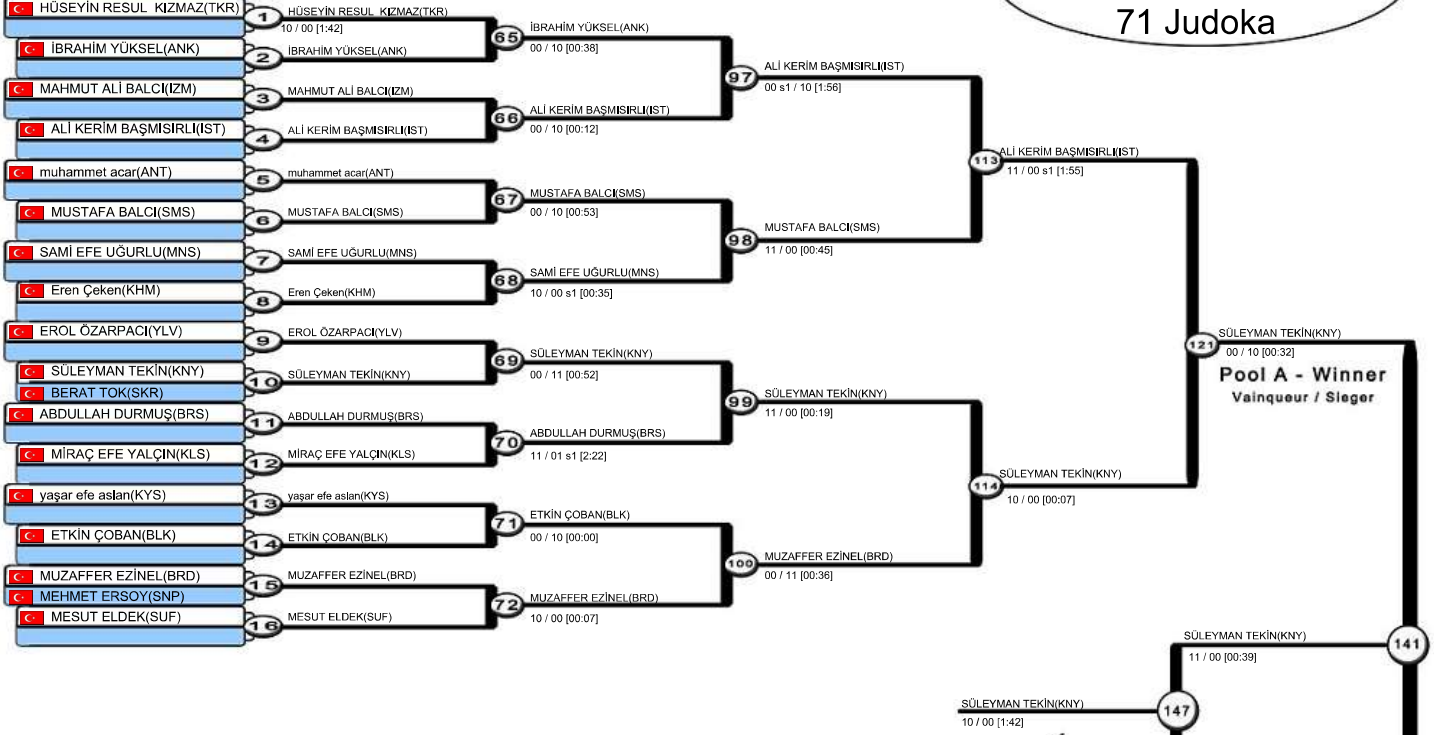 71 Judoka
HÜSEYİN RESUL KIZMAZ(TKR)
İBRAHİM YÜKSEL(ANK)
MAHMUT ALİ BALCI(IZM)
ALİ KERİM BAŞMISIRLI(IST)
muhammet acar(ANT)
MUSTAFA BALCI(SMS)
SAMİ EFE UĞURLU(MNS)
Eren Çeken(KHM)
EROL ÖZARPACI(YLV)
SÜLEYMAN TEKİN(KNY)
BERAT TOK(SKR)
ABDULLAH DURMUŞ(BRS)
MİRAÇ EFE YALÇIN(KLS)
yaşar efe aslan(KYS)
ETKİN ÇOBAN(BLK)
MUZAFFER EZİNEL(BRD)
MEHMET ERSOY(SNP)
MESUT ELDEK(SUF)
1
HÜSEYİN RESUL KIZMAZ(TKR)
10 / 00 [1:42]
2
İBRAHİM YÜKSEL(ANK)
3
MAHMUT ALİ BALCI(IZM)
4
ALİ KERİM BAŞMISIRLI(IST)
5
muhammet acar(ANT)
6
MUSTAFA BALCI(SMS)
7
SAMİ EFE UĞURLU(MNS)
8
Eren Çeken(KHM)
9
EROL ÖZARPACI(YLV)
10
SÜLEYMAN TEKİN(KNY)
11
ABDULLAH DURMUŞ(BRS)
12
MİRAÇ EFE YALÇIN(KLS)
13
yaşar efe aslan(KYS)
14
ETKİN ÇOBAN(BLK)
15
MUZAFFER EZİNEL(BRD)
16
MESUT ELDEK(SUF)
65
İBRAHİM YÜKSEL(ANK)
00 / 10 [00:38]
66
ALİ KERİM BAŞMISIRLI(IST)
00 / 10 [00:12]
67
MUSTAFA BALCI(SMS)
00 / 10 [00:53]
68
SAMİ EFE UĞURLU(MNS)
10 / 00 s1 [00:35]
69
SÜLEYMAN TEKİN(KNY)
00 / 11 [00:52]
70
ABDULLAH DURMUŞ(BRS)
11 / 01 s1 [2:22]
71
ETKİN ÇOBAN(BLK)
00 / 10 [00:00]
72
MUZAFFER EZİNEL(BRD)
10 / 00 [00:07]
97
ALİ KERİM BAŞMISIRLI(IST)
00 s1 / 10 [1:56]
98
MUSTAFA BALCI(SMS)
11 / 00 [00:45]
99
SÜLEYMAN TEKİN(KNY)
11 / 00 [00:19]
100
MUZAFFER EZİNEL(BRD)
00 / 11 [00:36]
113
ALİ KERİM BAŞMISIRLI(IST)
11 / 00 s1 [1:55]
114
SÜLEYMAN TEKİN(KNY)
10 / 00 [00:07]
121
SÜLEYMAN TEKİN(KNY)
00 / 10 [00:32]
Pool A - Winner
Vainqueur / Sieger
SÜLEYMAN TEKİN(KNY)
11 / 00 [00:39]
141
SÜLEYMAN TEKİN(KNY)
10 / 00 [1:42]
147